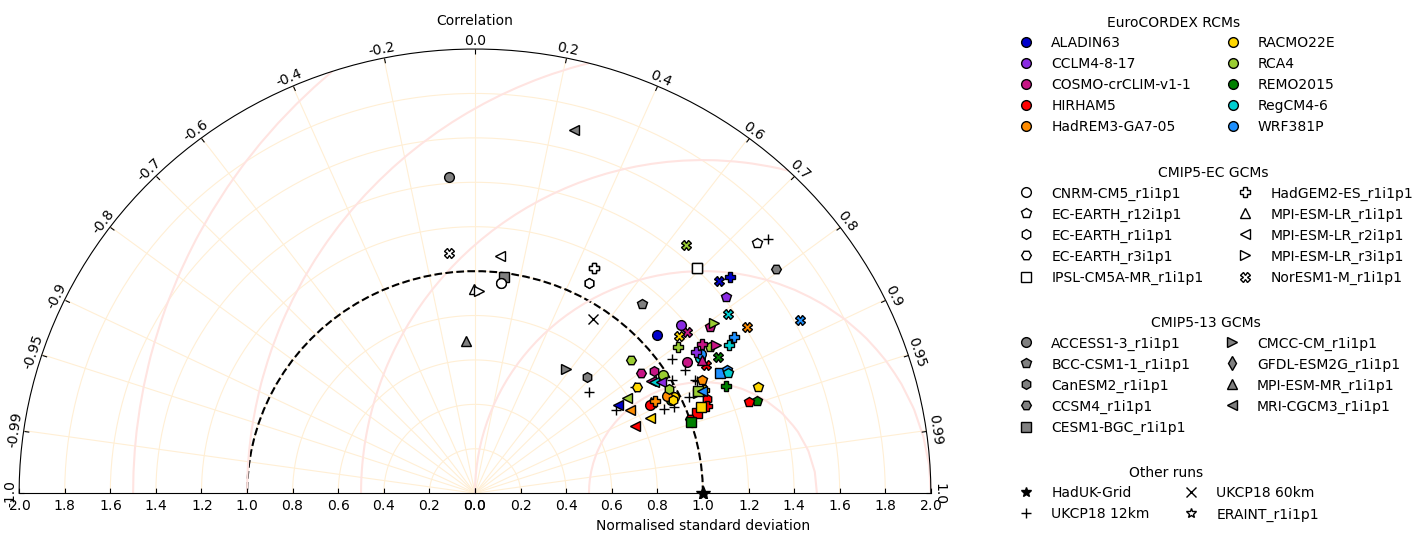 Correlation
0.0
-0.2
0.2
-0.4
0.4
-0.6
0.6
-0.7
0.7
-0.8
0.8
-0.9
0.9
-0.95
0.95
-0.99
0.99
-1.0
1.0
2.0 1.8 1.6 1.4 1.2 1.0 0.8 0.6 0.4 0.2 0.0 0.2 0.4 0.6 0.8 1.0 1.2 1.4 1.6 1.8 2.0
Normalised standard deviation
EuroCORDEX RCMs
ALADIN63 RACMO22E
CCLM4-8-17 RCA4
COSMO-crCLIM-v1-1 REMO2015
HIRHAM5 RegCM4-6
HadREM3-GA7-05 WRF381P
CMIP5-EC GCMs
CNRM-CM5_r1i1p1 HadGEM2-ES_r1i1p1
EC-EARTH_r12i1p1 MPI-ESM-LR_r1i1p1
EC-EARTH_r1i1p1 MPI-ESM-LR_r2i1p1
EC-EARTH_r3i1p1 MPI-ESM-LR_r3i1p1
IPSL-CM5A-MR_r1i1p1 NorESM1-M_r1i1p1
CMIP5-13 GCMs
ACCESS1-3_r1i1p1 CMCC-CM_r1i1p1
BCC-CSM1-1_r1i1p1 GFDL-ESM2G_r1i1p1
CanESM2_r1i1p1 MPI-ESM-MR_r1i1p1
CCSM4_r1i1p1 MRI-CGCM3_r1i1p1
CESM1-BGC_r1i1p1
Other runs
HadUK-Grid UKCP18 60km
UKCP18 12km ERAINT_r1i1p1